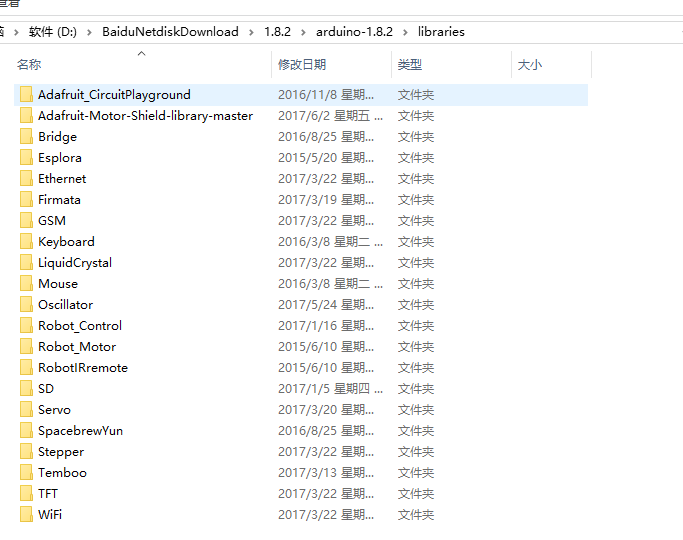 查看
软件 (D:) › BaiduNetdiskDownload › 1.8.2 › arduino-1.8.2 › libraries
名称 修改日期 类型 大小
Adafruit_CircuitPlayground 2016/11/8 星期... 文件夹
Adafruit-Motor-Shield-library-master 2017/6/2 星期五 ... 文件夹
Bridge 2016/8/25 星期... 文件夹
Esplora 2015/5/20 星期... 文件夹
Ethernet 2017/3/22 星期... 文件夹
Firmata 2017/3/19 星期... 文件夹
GSM 2017/3/22 星期... 文件夹
Keyboard 2016/3/8 星期二 ... 文件夹
LiquidCrystal 2017/3/22 星期... 文件夹
Mouse 2016/3/8 星期二 ... 文件夹
Oscillator 2017/5/24 星期... 文件夹
Robot_Control 2017/1/16 星期... 文件夹
Robot_Motor 2015/6/10 星期... 文件夹
RobotIRremote 2015/6/10 星期... 文件夹
SD 2017/1/5 星期四 ... 文件夹
Servo 2017/3/20 星期... 文件夹
SpacebrewYun 2016/8/25 星期... 文件夹
Stepper 2017/3/22 星期... 文件夹
Temboo 2017/3/13 星期... 文件夹
TFT 2017/3/22 星期... 文件夹
WiFi 2017/3/22 星期... 文件夹